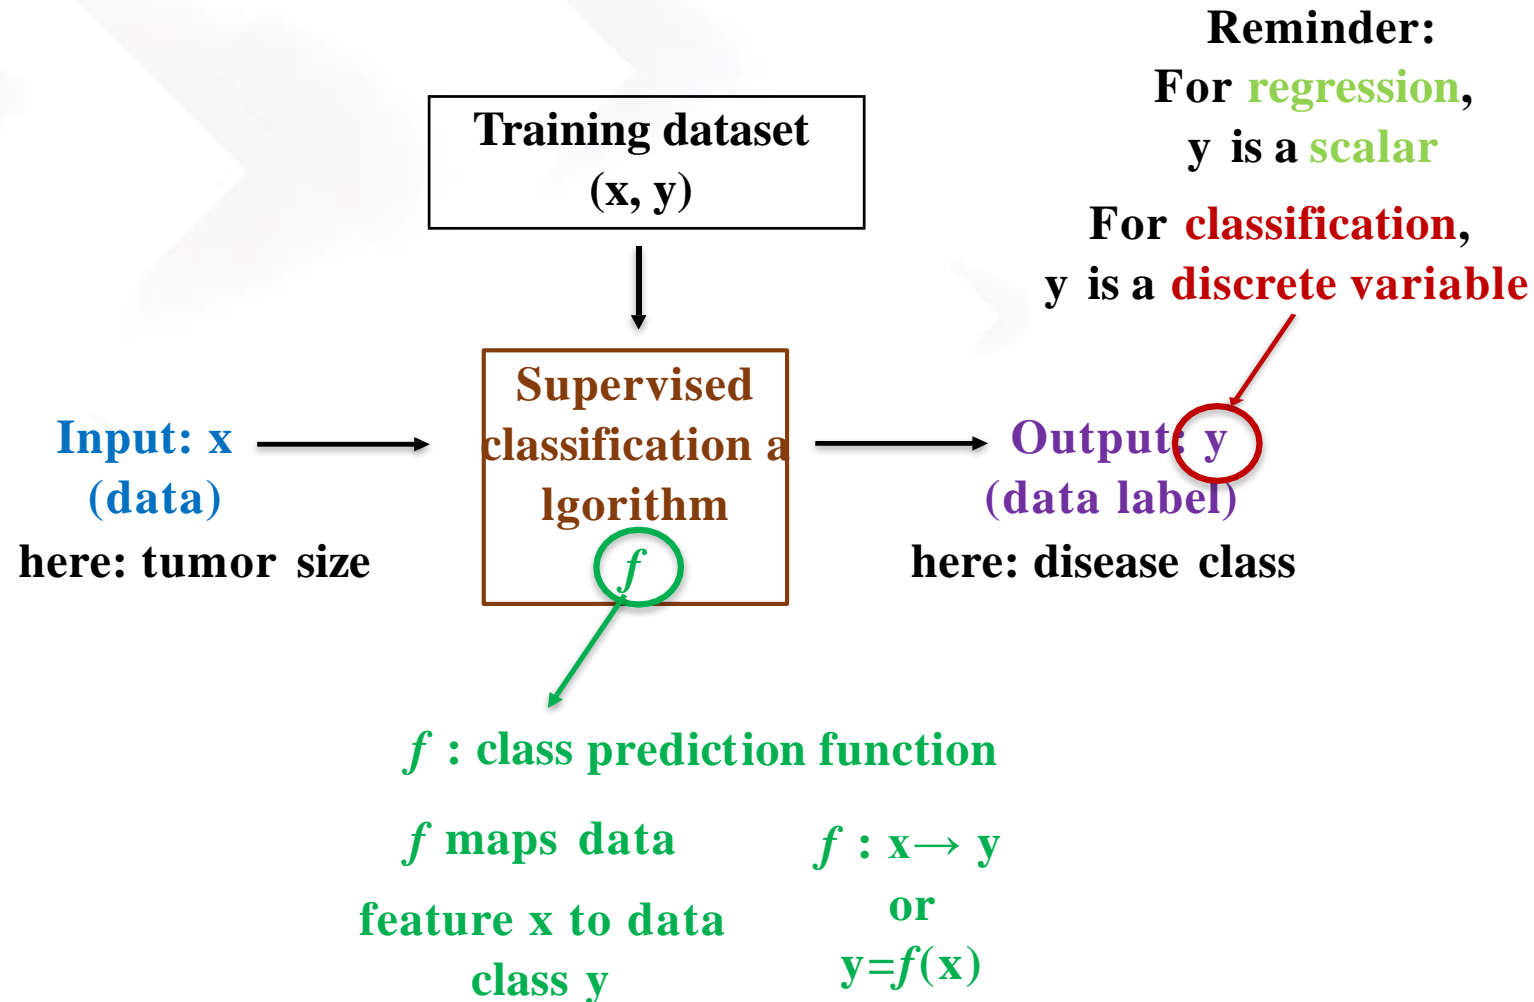 Reminder:
For regression,
y is a scalar
For classification,
y is a discrete variable
Training dataset
(x, y)
Supervised
classification a
lgorithm
f
Input: x
(data)
here: tumor size
Output: y
(data label)
here: disease class
f : class prediction function
f maps data
feature x to data
class y
f : x→ y
or
y=f(x)